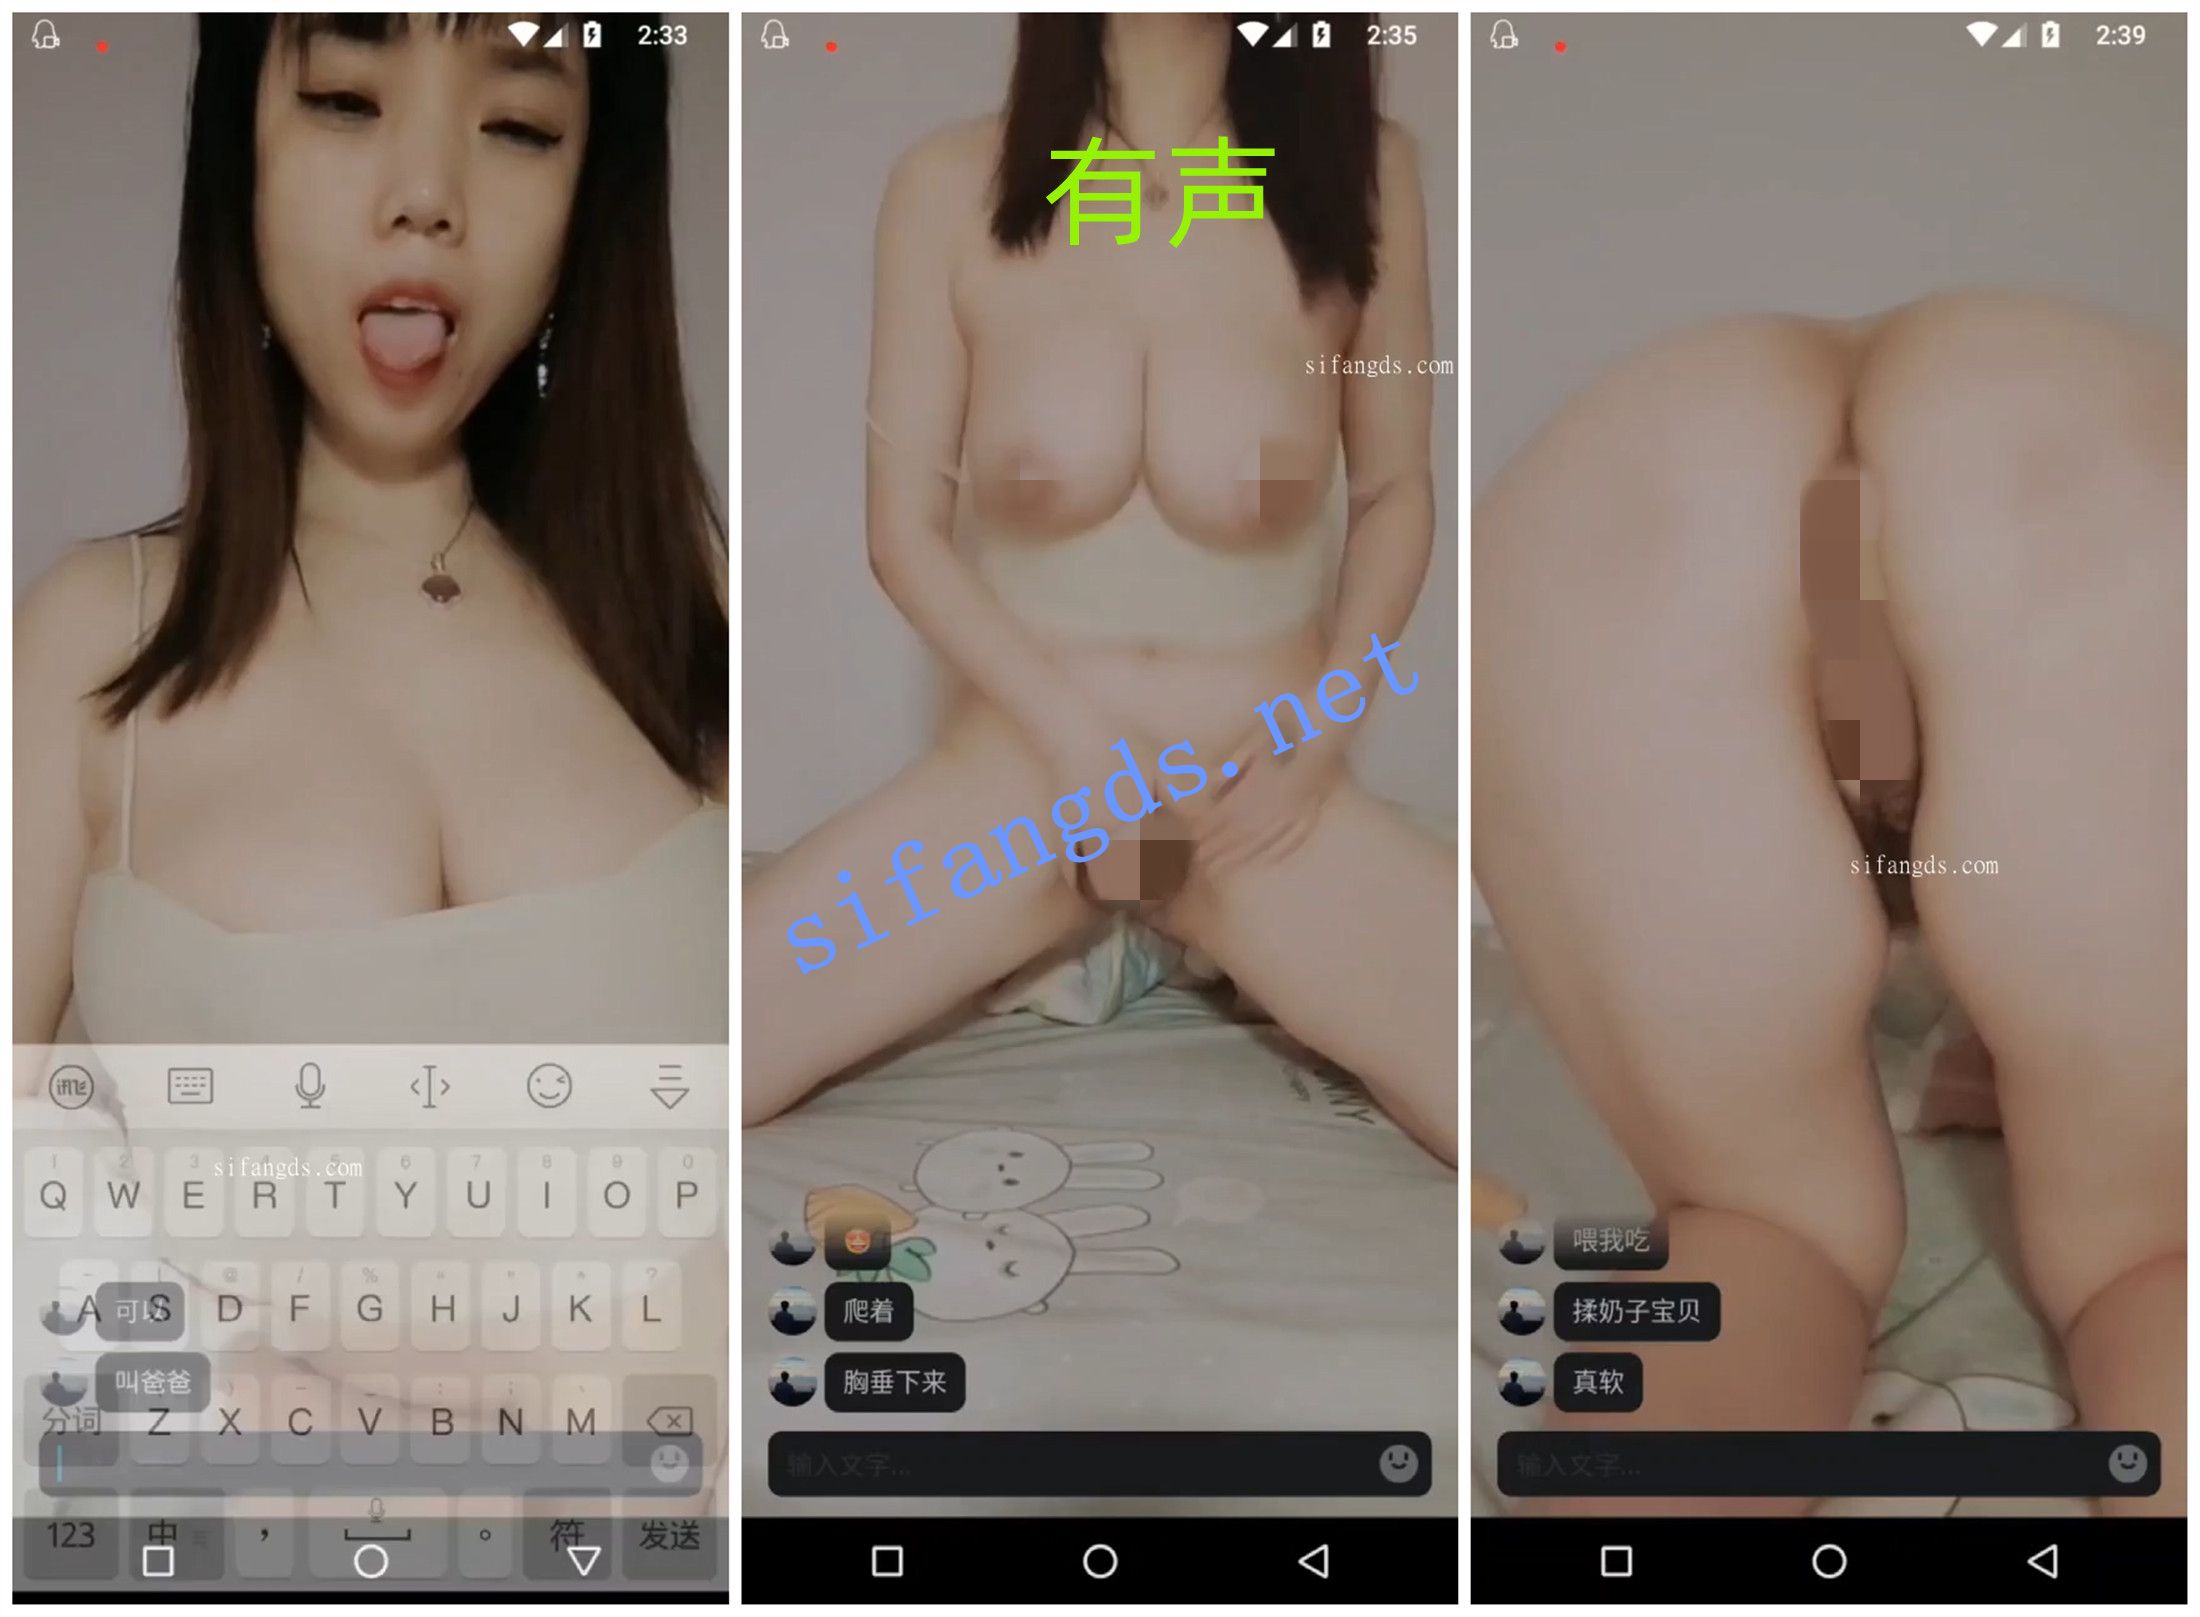 2:33
sifangds.com
讯飞
1 2 3 4 5 6 7 8 9 0
Q W E R T Y U I O P
A S D F G H J K L
可以
叫爸爸
分词 Z X C V B N M
123 中 , 。 符 发送
2:35
有声
sifangds.com
sifangds.net
爬着
胸垂下来
输入文字...
2:39
sifangds.com
喂我吃
揉奶子宝贝
真软
输入文字...